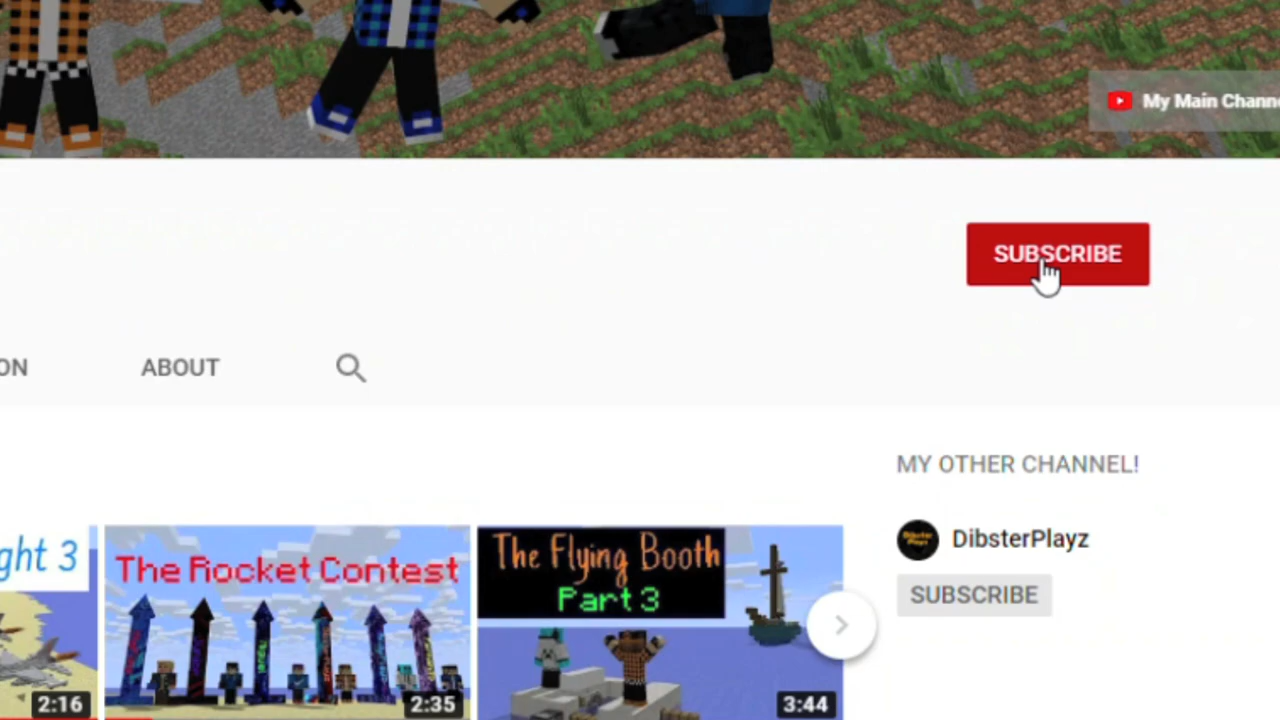 My Main Channe
SUBSCRIBE
ON
ABOUT
MY OTHER CHANNEL!
DibsterPlayz
SUBSCRIBE
ght 3
2:16
The Rocket Contest
2:35
The Flying Booth
Part 3
3:44